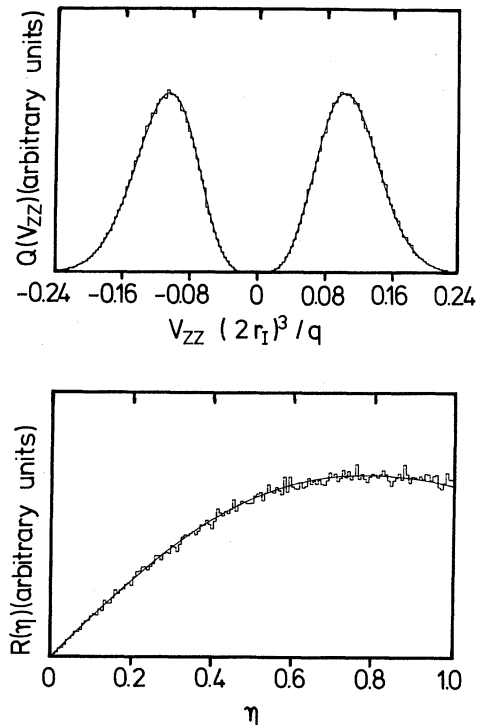 Q(V_ZZ)(arbitrary units)
-0.24 -0.16 -0.08 0 0.08 0.16 0.24
V_ZZ (2r_I)³/q
R(η)(arbitrary units)
0 0.2 0.4 0.6 0.8 1.0
η